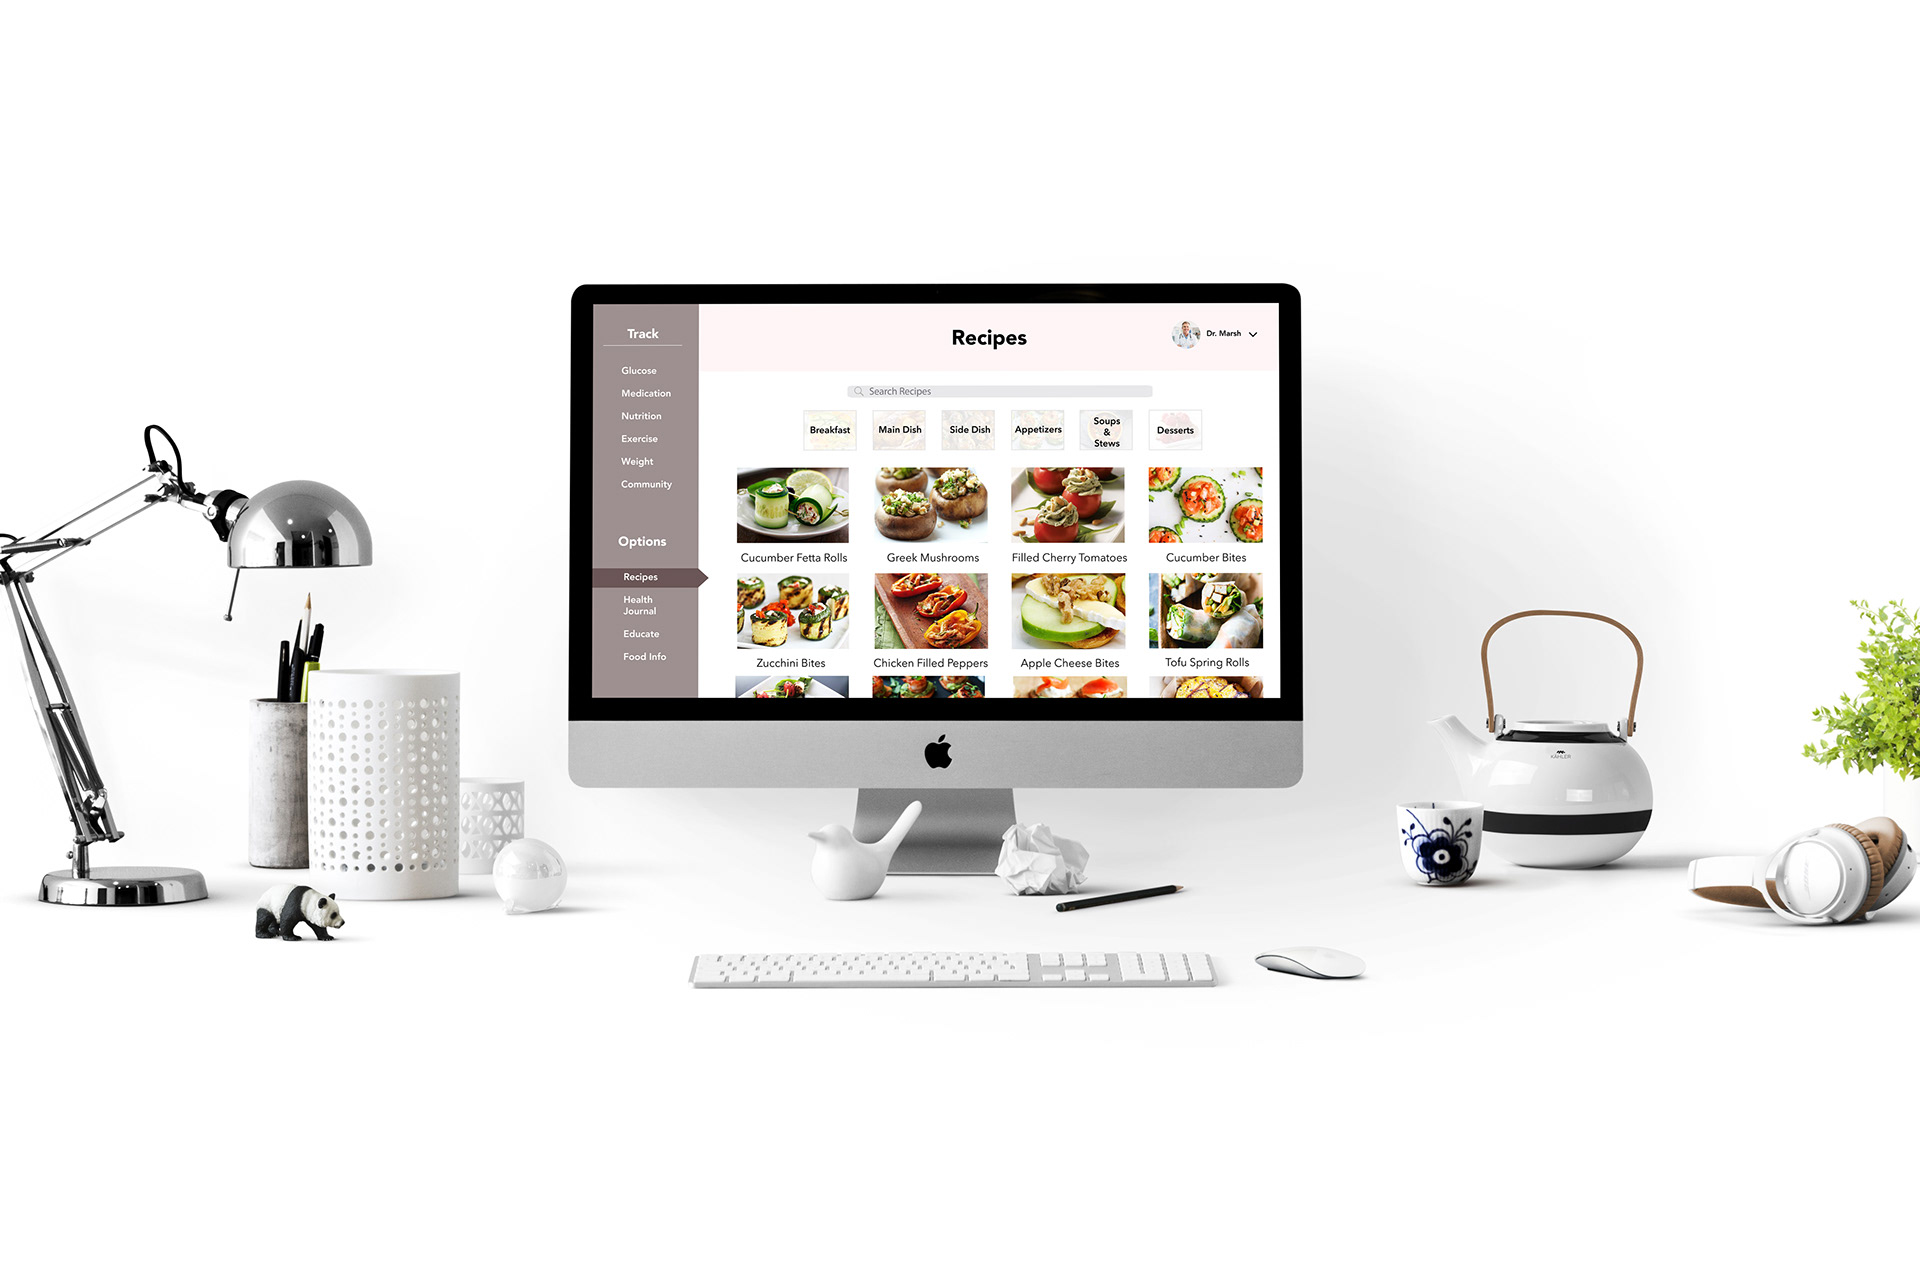 Track
Glucose
Medication
Nutrition
Exercise
Weight
Community
Options
Recipes
Health
Journal
Educate
Food Info
Recipes
Dr. Marsh
Search Recipes
Breakfast
Main Dish
Side Dish
Appetizers
Soups
&
Stews
Desserts
Cucumber Fetta Rolls
Greek Mushrooms
Filled Cherry Tomatoes
Cucumber Bites
Zucchini Bites
Chicken Filled Peppers
Apple Cheese Bites
Tofu Spring Rolls
KÄHLER